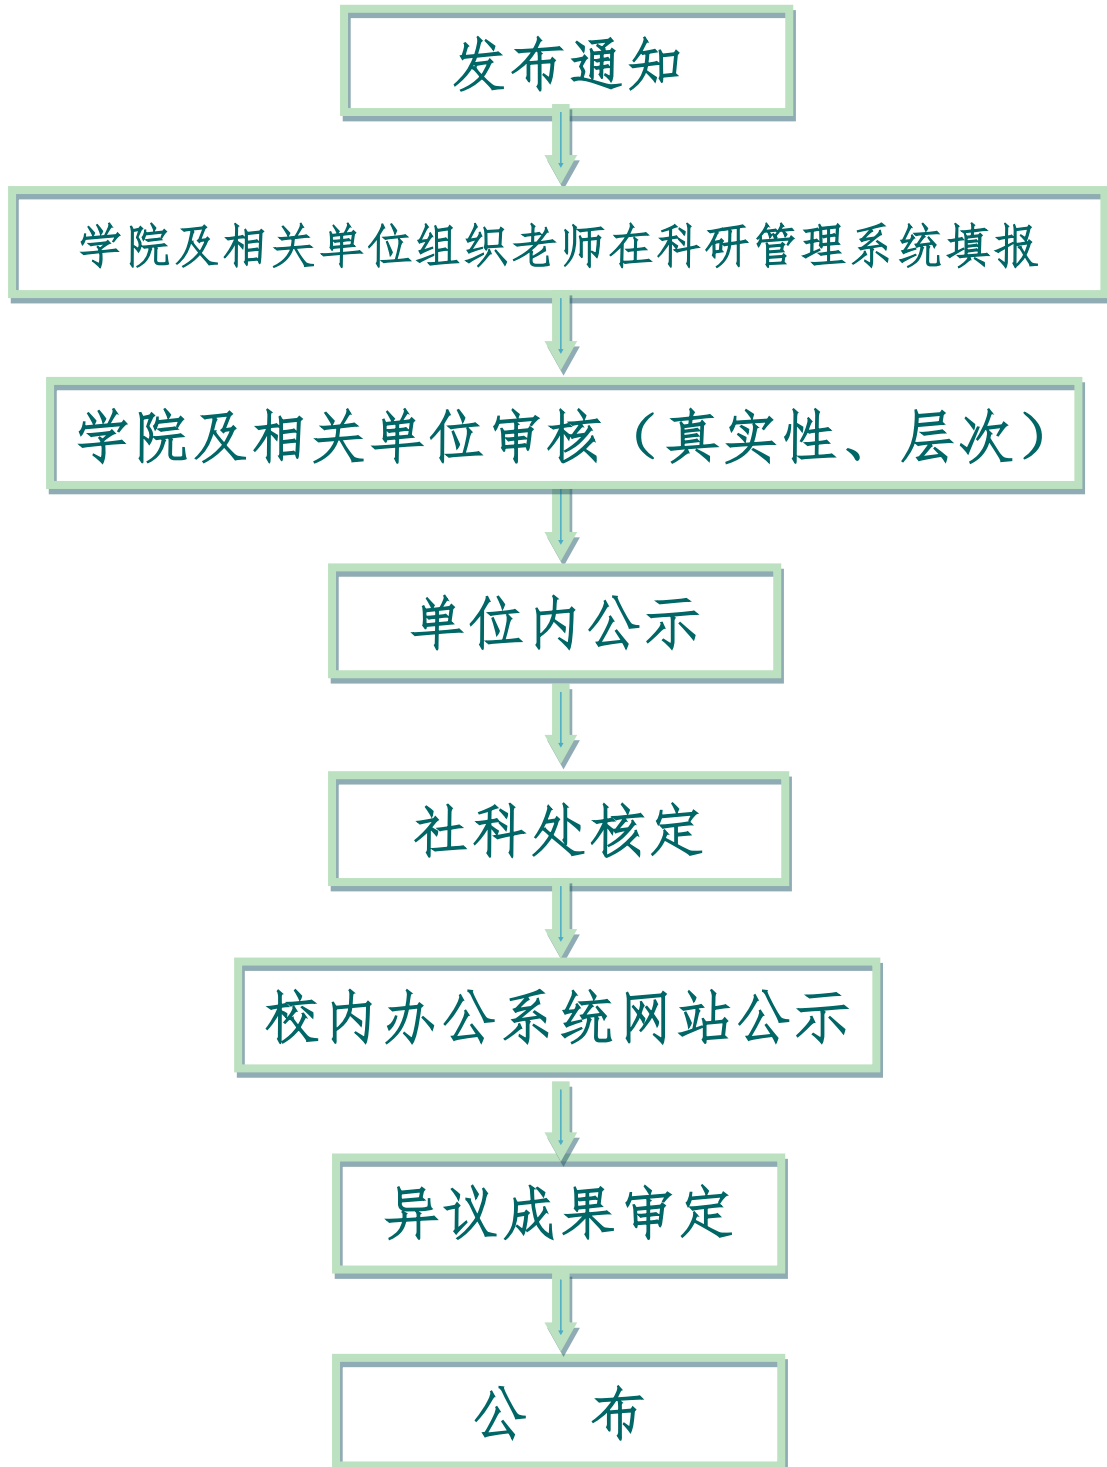 发布通知
学院及相关单位组织老师在科研管理系统填报
学院及相关单位审核（真实性、层次）
单位内公示
社科处核定
校内办公系统网站公示
异议成果审定
公　布